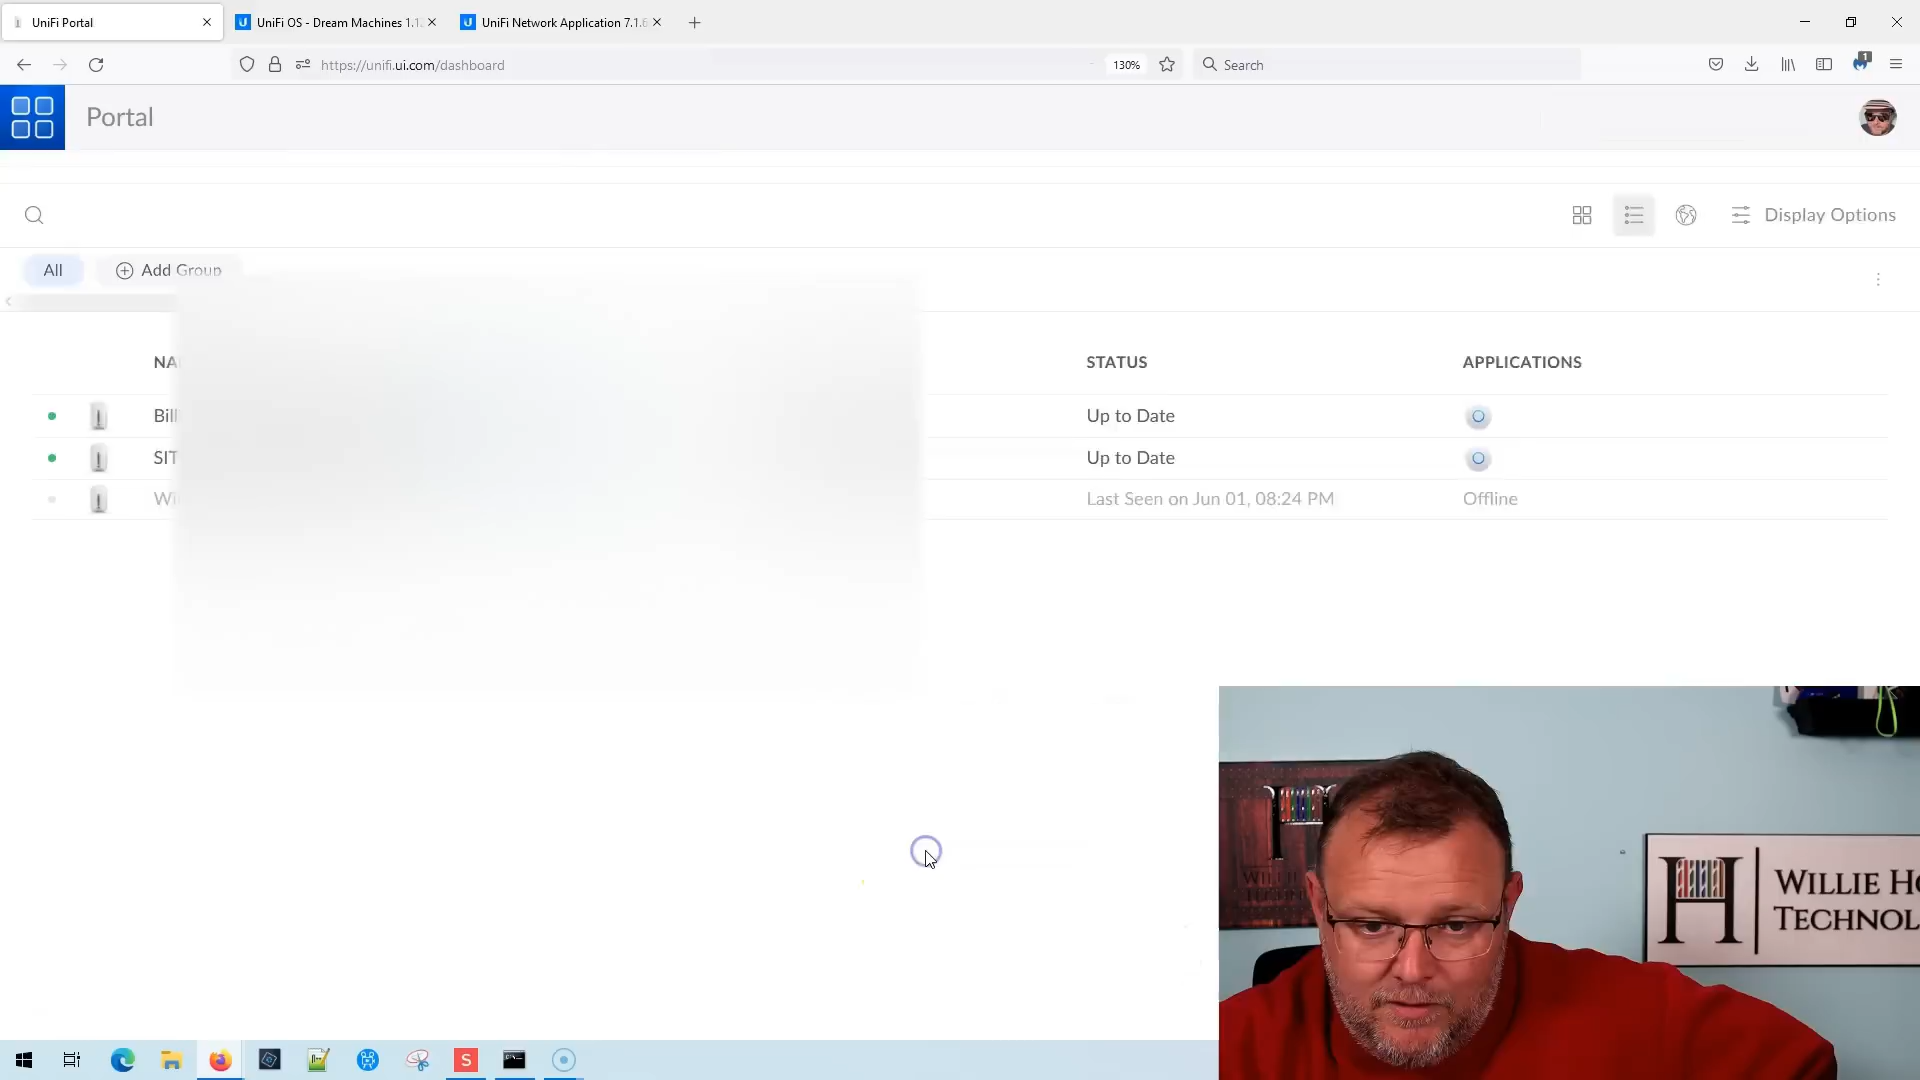 UniFi Portal
UniFi OS - Dream Machines 1.1
UniFi Network Application 7.1.6
https://unifi.ui.com/dashboard
130%
Search
1
Portal
Display Options
All
Add Group
NA
STATUS
APPLICATIONS
Bill
Up to Date
SIT
Up to Date
Wi
Last Seen on Jun 01, 08:24 PM
Offline
WILLIE HO
TECHNOL
S